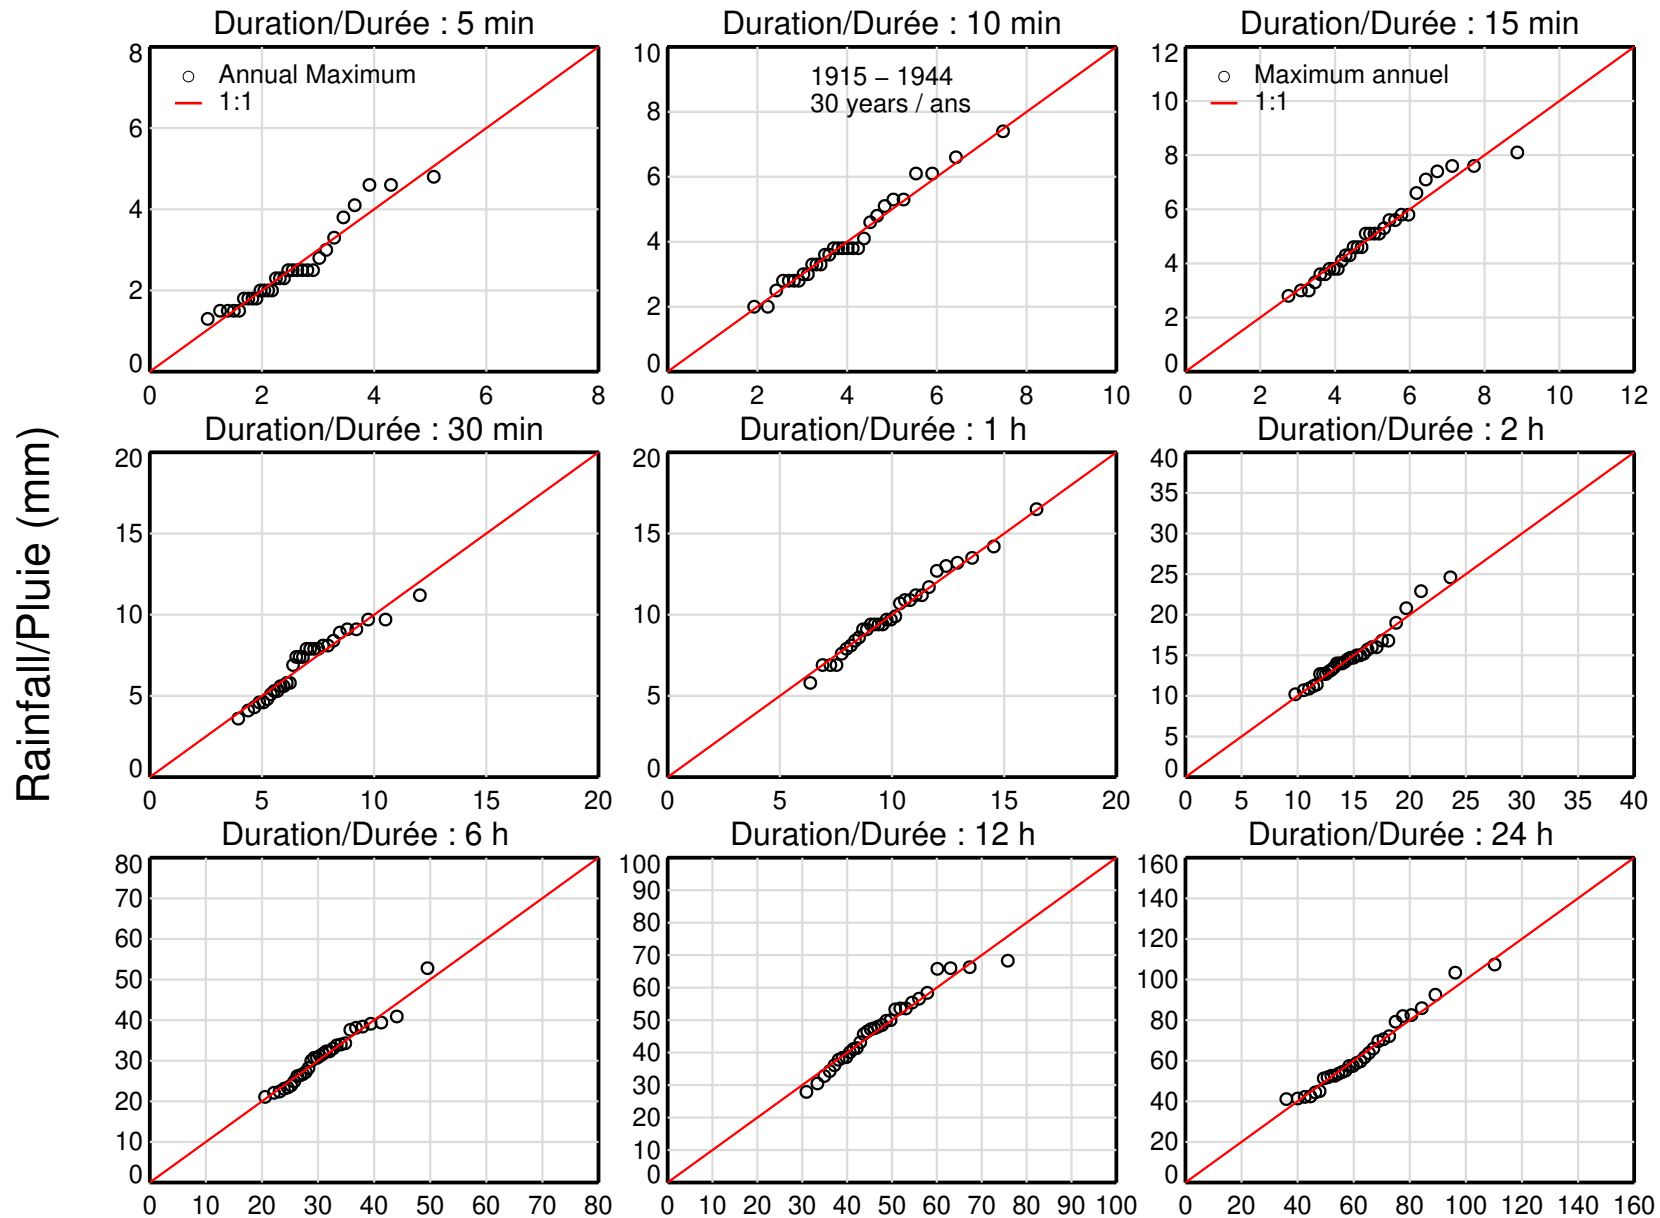 Rainfall/Pluie (mm)
Duration/Durée : 5 min
Annual Maximum
1:1
8
6
4
2
0
0 2 4 6 8
Duration/Durée : 10 min
1915 – 1944
30 years / ans
10
8
6
4
2
0
0 2 4 6 8 10
Duration/Durée : 15 min
Maximum annuel
1:1
12
10
8
6
4
2
0
0 2 4 6 8 10 12
Duration/Durée : 30 min
20
15
10
5
0
0 5 10 15 20
Duration/Durée : 1 h
20
15
10
5
0
0 5 10 15 20
Duration/Durée : 2 h
40
35
30
25
20
15
10
5
0
0 5 10 15 20 25 30 35 40
Duration/Durée : 6 h
80
70
60
50
40
30
20
10
0
0 10 20 30 40 50 60 70 80
Duration/Durée : 12 h
100
90
80
70
60
50
40
30
20
10
0
0 10 20 30 40 50 60 70 80 90 100
Duration/Durée : 24 h
160
140
120
100
80
60
40
20
0
0 20 40 60 80 100 120 140 160